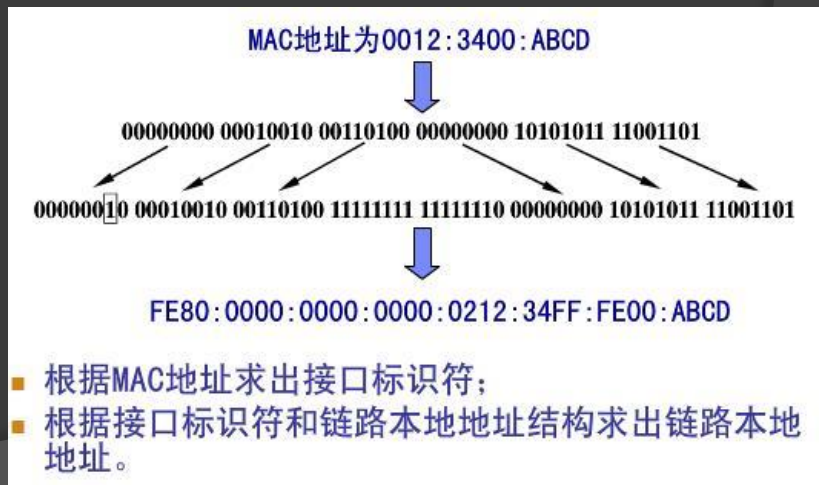 MAC地址为0012:3400:ABCD
00000000 00010010 00110100 00000000 10101011 11001101
00000010 00010010 00110100 11111111 11111110 00000000 10101011 11001101
FE80:0000:0000:0000:0212:34FF:FE00:ABCD
根据MAC地址求出接口标识符；
根据接口标识符和链路本地地址结构求出链路本地
地址。